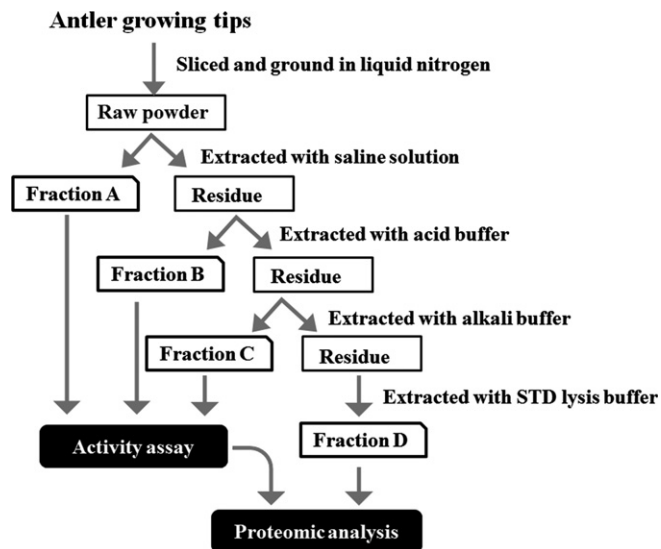 Antler growing tips
Sliced and ground in liquid nitrogen
Raw powder
Extracted with saline solution
Fraction A
Residue
Extracted with acid buffer
Fraction B
Residue
Extracted with alkali buffer
Fraction C
Residue
Extracted with STD lysis buffer
Activity assay
Fraction D
Proteomic analysis